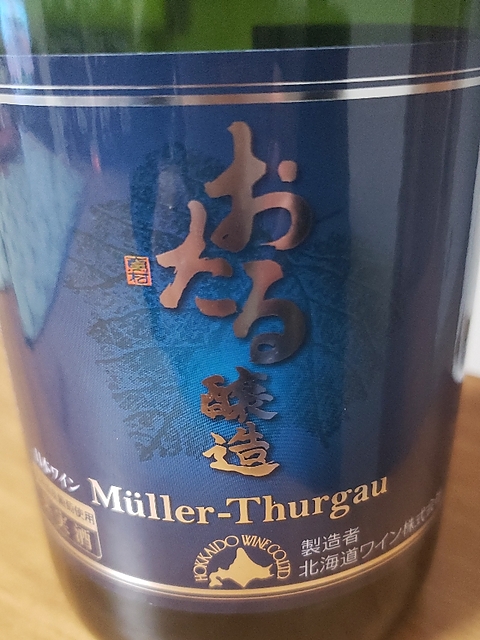 おたる
醸造
日本ワイン
Müller-Thurgau
HOKKAIDO WINE CO.,LTD
製造者
北海道ワイン株式会